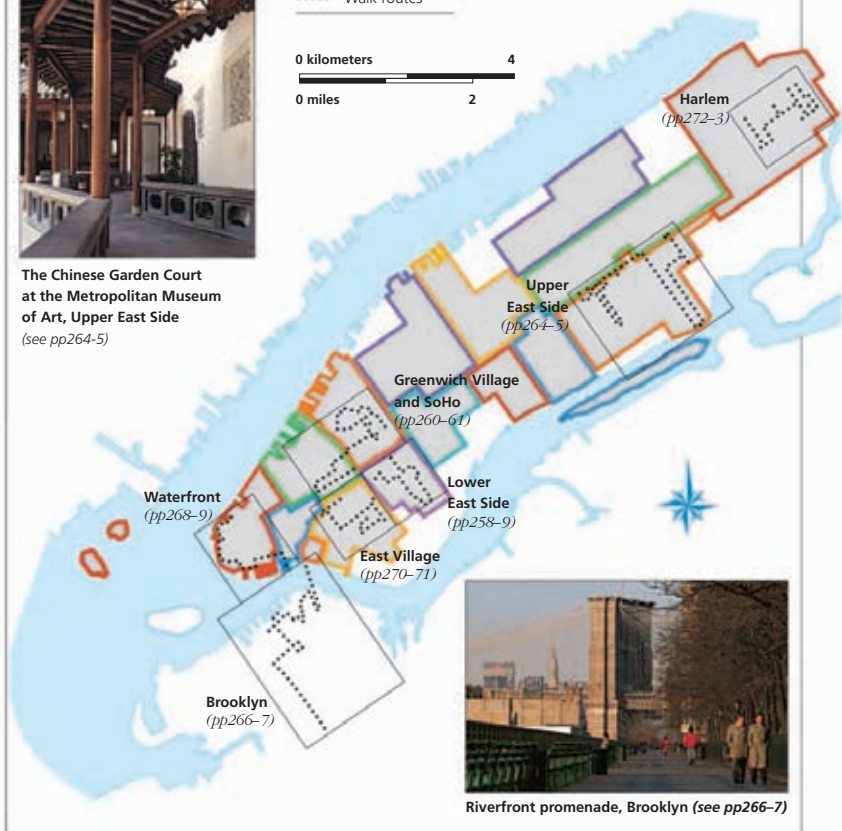 Walk routes
0 kilometers 4
0 miles 2
Harlem
(pp272–3)
The Chinese Garden Court
at the Metropolitan Museum
of Art, Upper East Side
(see pp264-5)
Upper
East Side
(pp264–5)
Greenwich Village
and SoHo
(pp260–61)
Waterfront
(pp268–9)
Lower
East Side
(pp258–9)
East Village
(pp270–71)
Brooklyn
(pp266–7)
Riverfront promenade, Brooklyn (see pp266–7)